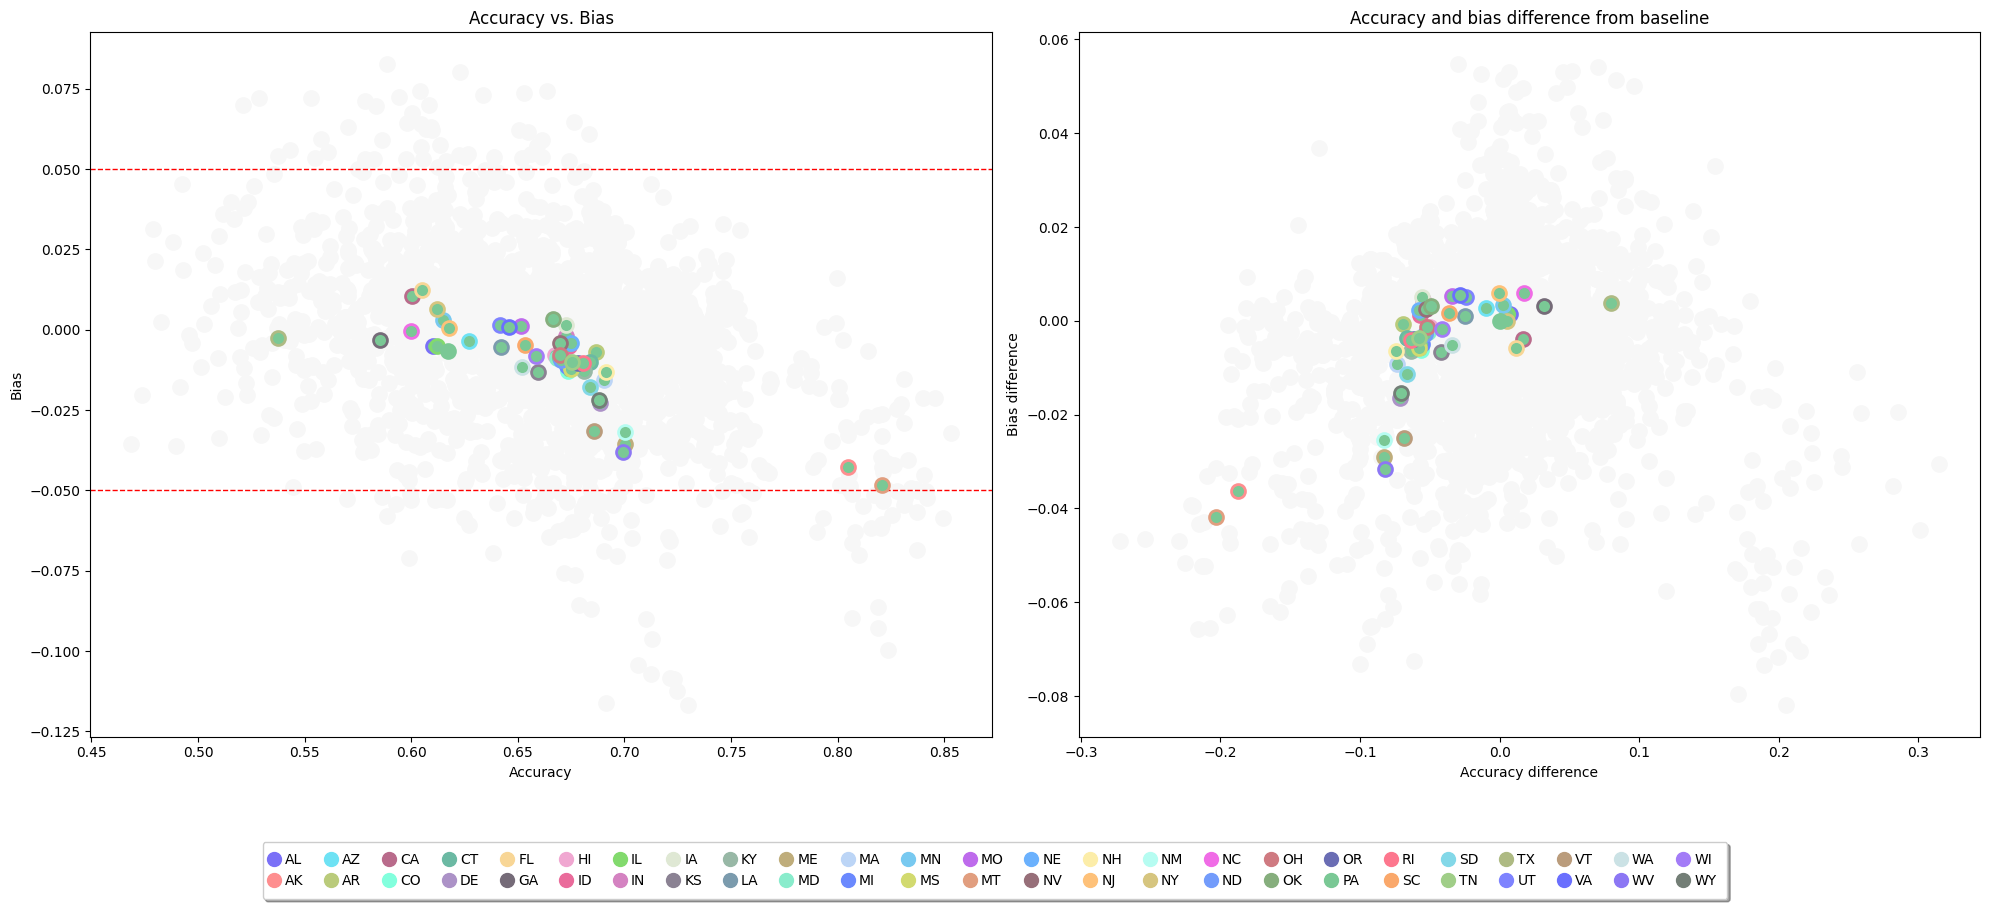 Accuracy vs. Bias
Accuracy and bias difference from baseline
0.075
0.050
0.025
0.000
−0.025
−0.050
−0.075
−0.100
−0.125
Bias
0.45 0.50 0.55 0.60 0.65 0.70 0.75 0.80 0.85
Accuracy
0.06
0.04
0.02
0.00
−0.02
−0.04
−0.06
−0.08
Bias difference
−0.3 −0.2 −0.1 0.0 0.1 0.2 0.3
Accuracy difference
AL AZ CA CT FL HI IL IA KY ME MA MN MO NE NH NM NC OH OR RI SD TX VT WA WI
AK AR CO DE GA ID IN KS LA MD MI MS MT NV NJ NY ND OK PA SC TN UT VA WV WY